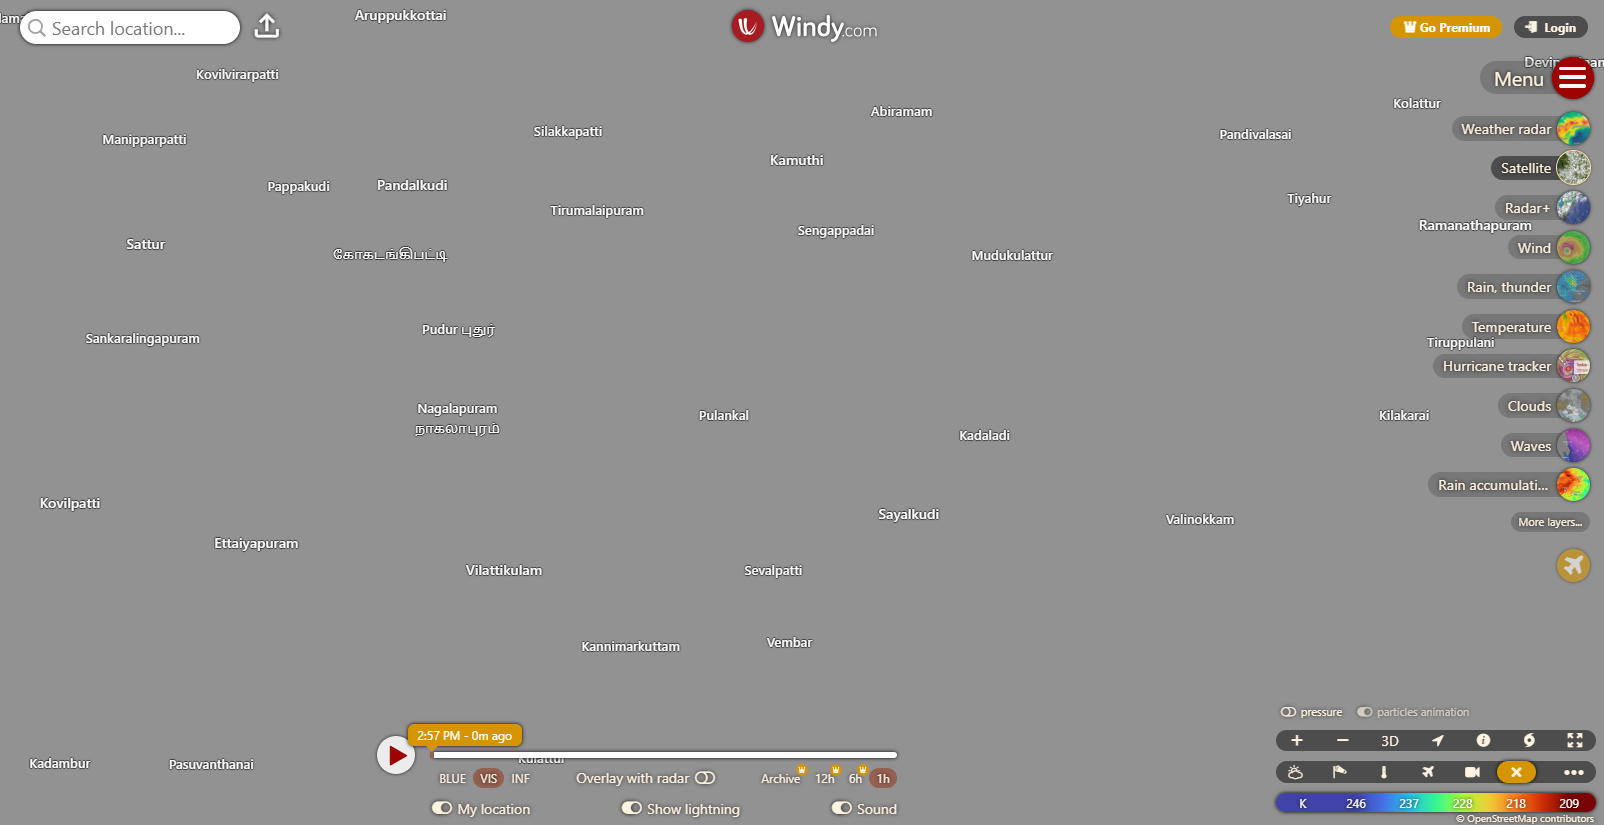 Search location...
Aruppukkottai
Windy.com
Go Premium
Login
Menu
Kovilvirarpatti
Abiramam
Kolattur
Manipparpatti
Silakkapatti
Pandivalasai
Weather radar
Kamuthi
Satellite
Pappakudi
Pandalkudi
Tiyahur
Tirumalaipuram
Radar+
Sengappadai
Ramanathapuram
Sattur
கோகடங்கிபட்டி
Mudukulattur
Wind
Rain, thunder
Sankaralingapuram
Pudur புதூர்
Temperature
Tiruppulani
Hurricane tracker
Nagalapuram
நாகலாபுரம்
Pulankal
Kadaladi
Kilakarai
Clouds
Waves
Rain accumulati...
Kovilpatti
Sayalkudi
Valinokkam
More layers...
Ettaiyapuram
Vilattikulam
Sevalpatti
Kannimarkuttam
Vembar
pressure
particles animation
2:57 PM - 0m ago
3D
Kadambur
Pasuvanthanai
Kulattur
BLUE VIS INF
Overlay with radar
Archive 12h 6h 1h
My location
Show lightning
Sound
K 246 237 228 218 209
© OpenStreetMap contributors